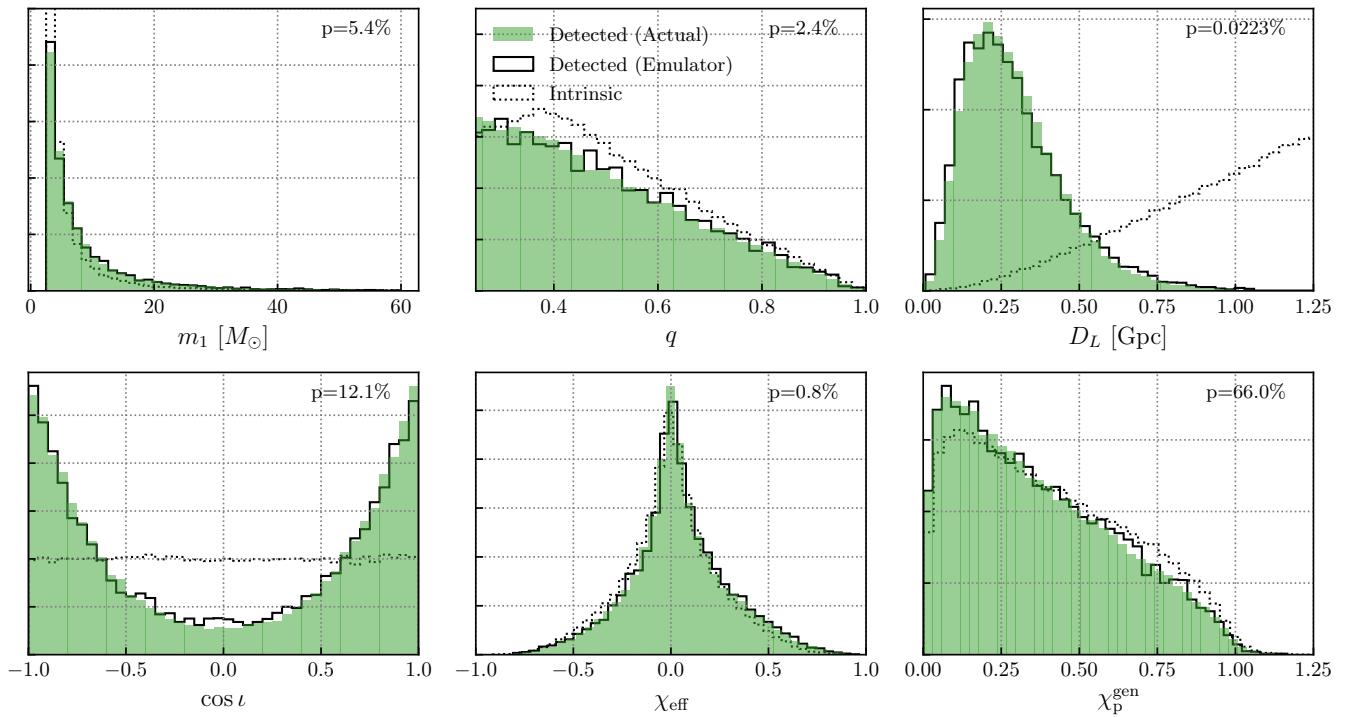 p=5.4%
0 20 40 60
m₁ [M⊙]
p=2.4%
Detected (Actual)
Detected (Emulator)
Intrinsic
0.4 0.6 0.8 1.0
q
p=0.0223%
0.00 0.25 0.50 0.75 1.00 1.25
D_L [Gpc]
p=12.1%
−1.0 −0.5 0.0 0.5 1.0
cos ι
p=0.8%
−1.0 −0.5 0.0 0.5 1.0
χ_eff
p=66.0%
0.00 0.25 0.50 0.75 1.00 1.25
χ_p^gen